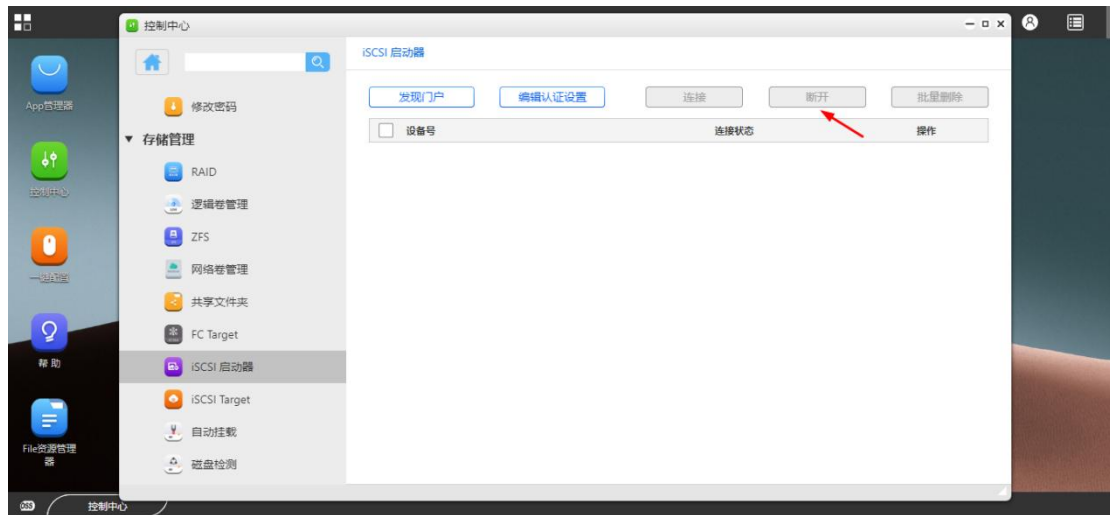 控制中心
App管理器
控制中心
一键配置
帮 助
File资源管理
器
修改密码
存储管理
RAID
逻辑卷管理
ZFS
网络卷管理
共享文件夹
FC Target
iSCSI 启动器
iSCSI Target
自动挂载
磁盘检测
iSCSI 启动器
发现门户 编辑认证设置 连接 断开 批量删除
设备号 连接状态 操作
DSS 控制中心